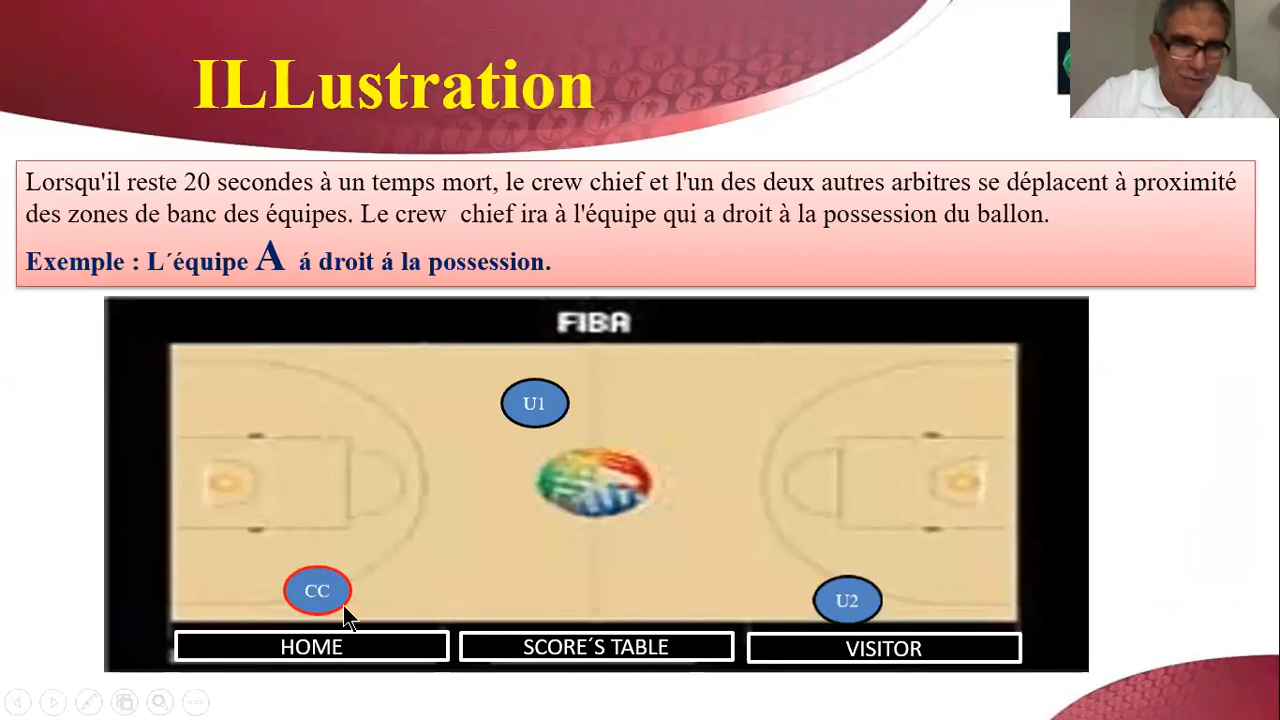 ILLustration
Lorsqu'il reste 20 secondes à un temps mort, le crew chief et l'un des deux autres arbitres se déplacent à proximité
des zones de banc des équipes. Le crew chief ira à l'équipe qui a droit à la possession du ballon.
Exemple : L´équipe A á droit á la possession.
FIBA
U1
CC
U2
HOME
SCORE´S TABLE
VISITOR